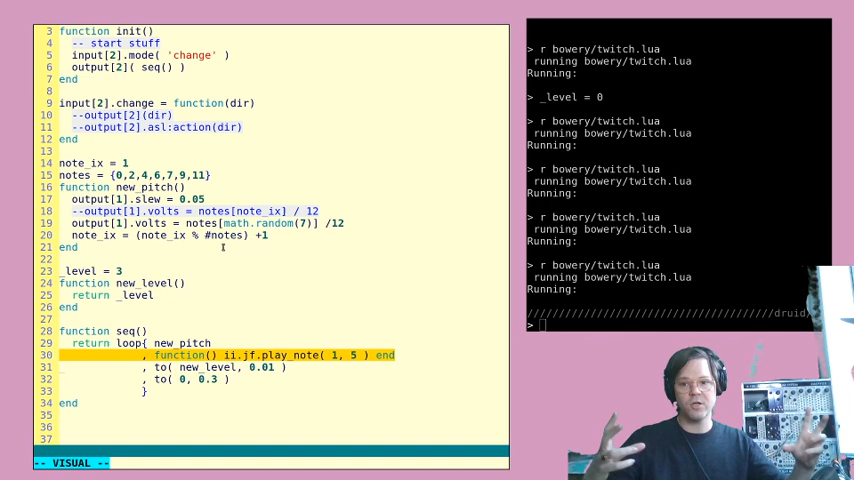 3 function init()
4 -- start stuff
5 input[2].mode( 'change' )
6 output[2]( seq() )
7 end
8
9 input[2].change = function(dir)
10 --output[2](dir)
11 --output[2].asl:action(dir)
12 end
13
14 note_ix = 1
15 notes = {0,2,4,6,7,9,11}
16 function new_pitch()
17 output[1].slew = 0.05
18 --output[1].volts = notes[note_ix] / 12
19 output[1].volts = notes[math.random(7)] /12
20 note_ix = (note_ix % #notes) +1
21 end
22
23 _level = 3
24 function new_level()
25 return _level
26 end
27
28 function seq()
29 return loop{ new_pitch
30 , function() ii.jf.play_note( 1, 5 ) end
31 , to( new_level, 0.01 )
32 , to( 0, 0.3 )
33 }
34 end
35
36
37
-- VISUAL --
> r bowery/twitch.lua
running bowery/twitch.lua
Running:
> _level = 0
> r bowery/twitch.lua
running bowery/twitch.lua
Running:
> r bowery/twitch.lua
running bowery/twitch.lua
Running:
> r bowery/twitch.lua
running bowery/twitch.lua
Running:
> r bowery/twitch.lua
running bowery/twitch.lua
Running:
/////////////////////////////////////////druid/
>